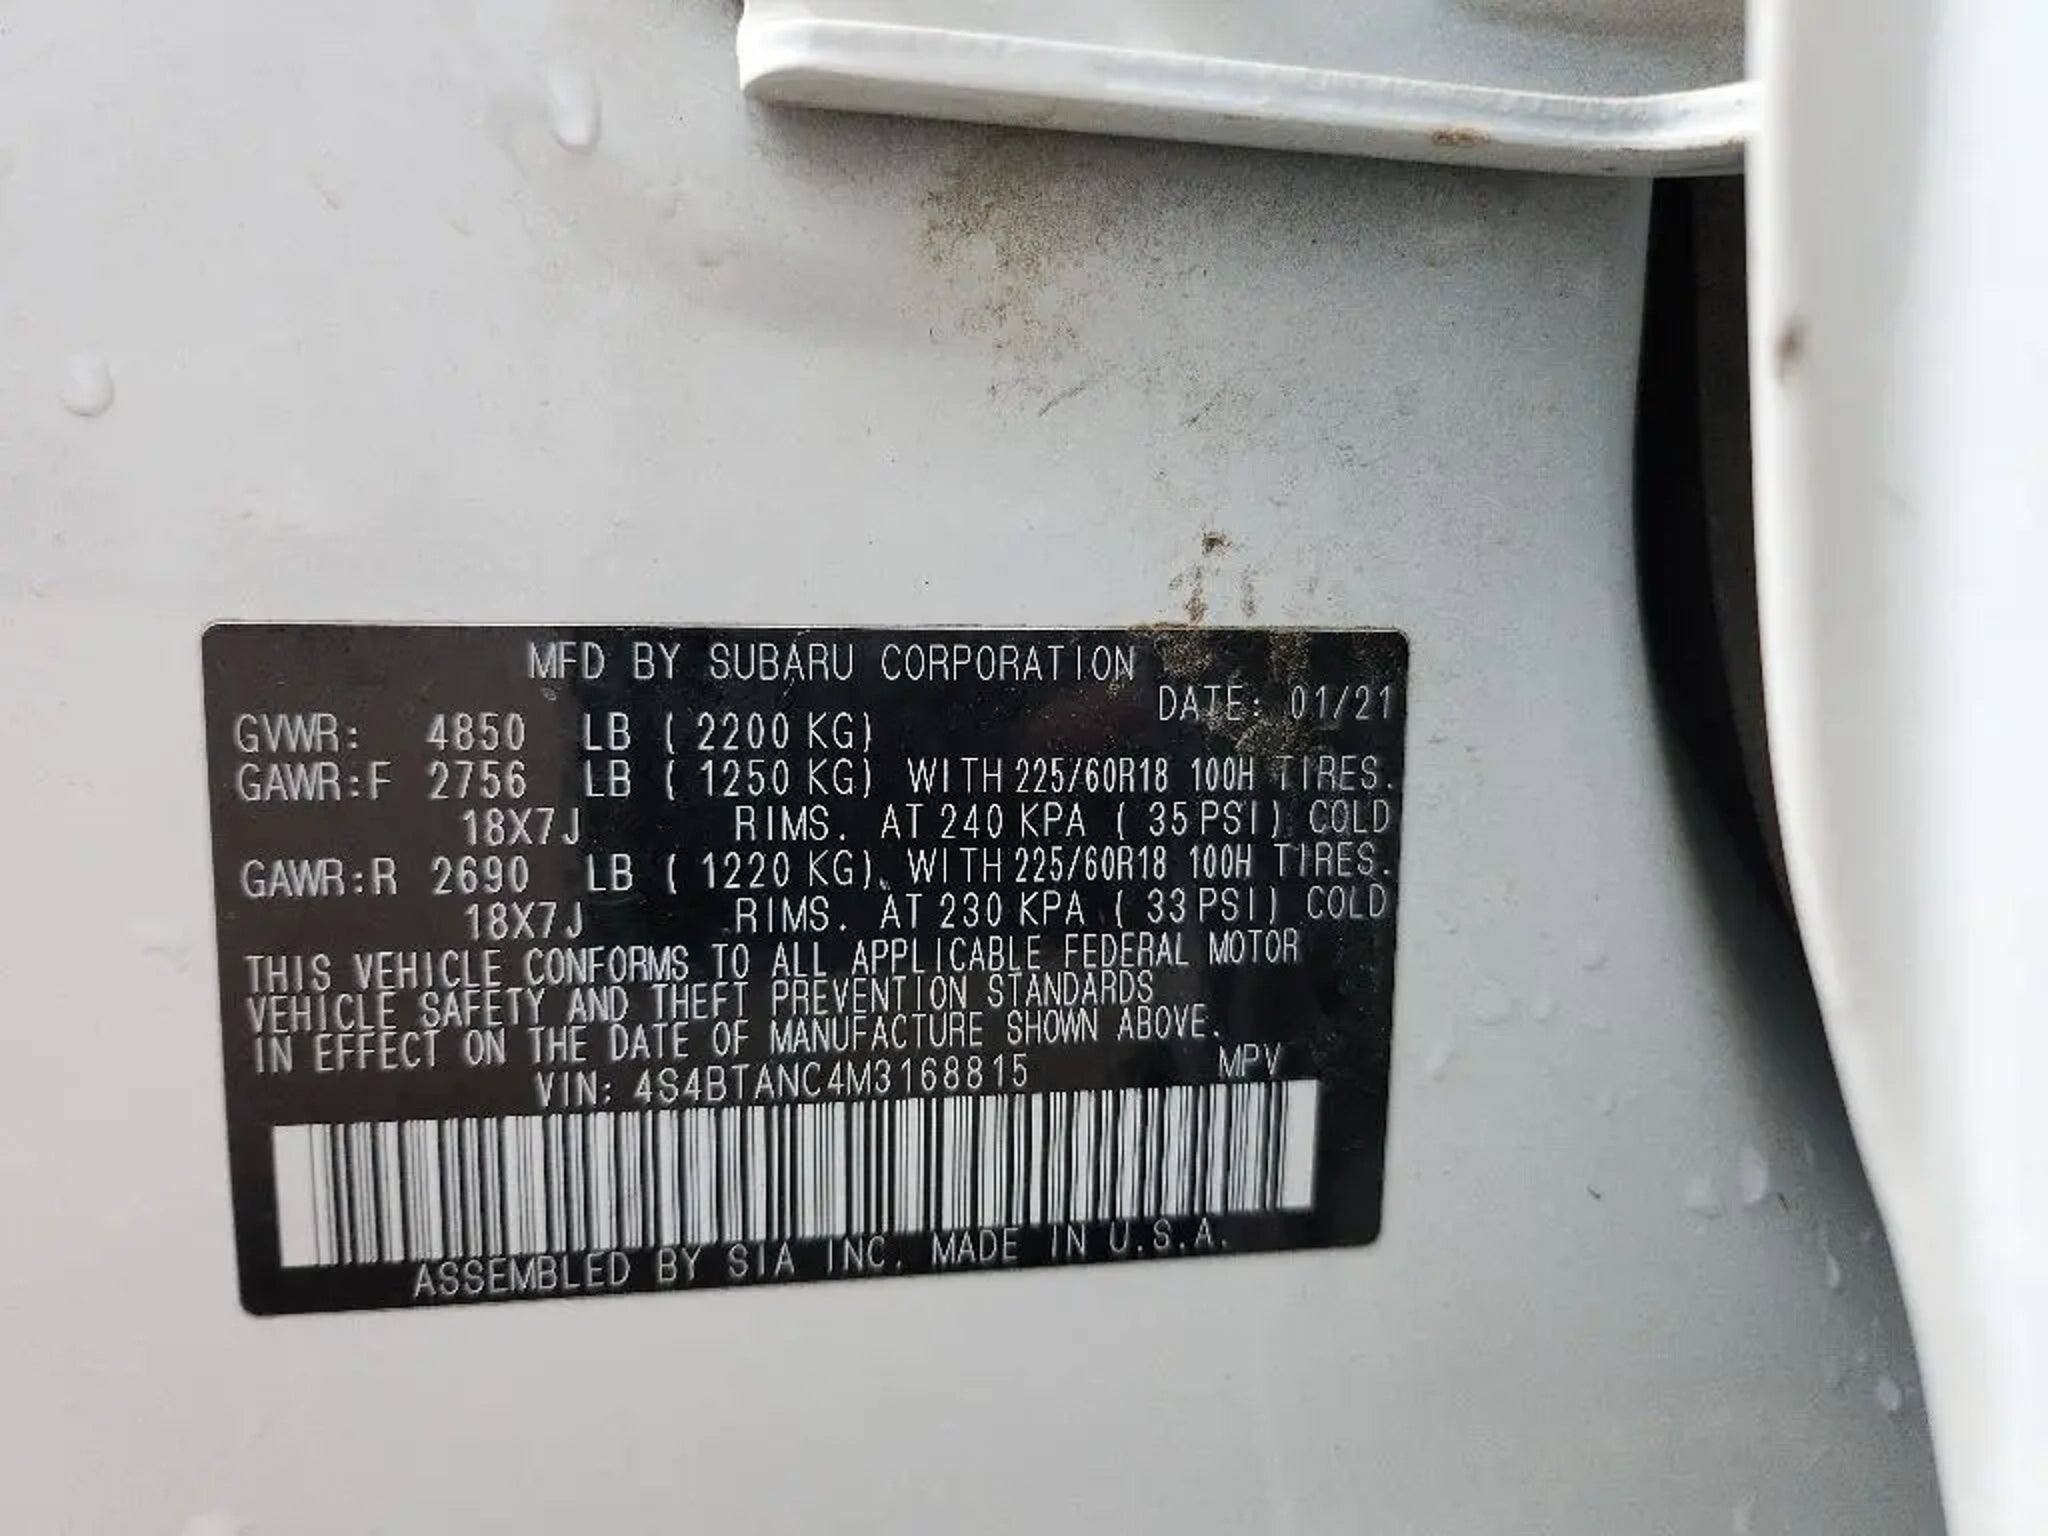 MFD BY SUBARU CORPORATION
DATE: 01/21
GVWR: 4850 LB ( 2200 KG)
GAWR:F 2756 LB ( 1250 KG) WITH 225/60R18 100H TIRES.
18X7J RIMS. AT 240 KPA ( 35 PSI) COLD
GAWR:R 2690 LB ( 1220 KG). WITH 225/60R18 100H TIRES.
18X7J RIMS. AT 230 KPA ( 33 PSI) COLD
THIS VEHICLE CONFORMS TO ALL APPLICABLE FEDERAL MOTOR
VEHICLE SAFETY AND THEFT PREVENTION STANDARDS
IN EFFECT ON THE DATE OF MANUFACTURE SHOWN ABOVE.
VIN: 4S4BTANC4M3168815 MPV
ASSEMBLED BY SIA INC. MADE IN U.S.A.